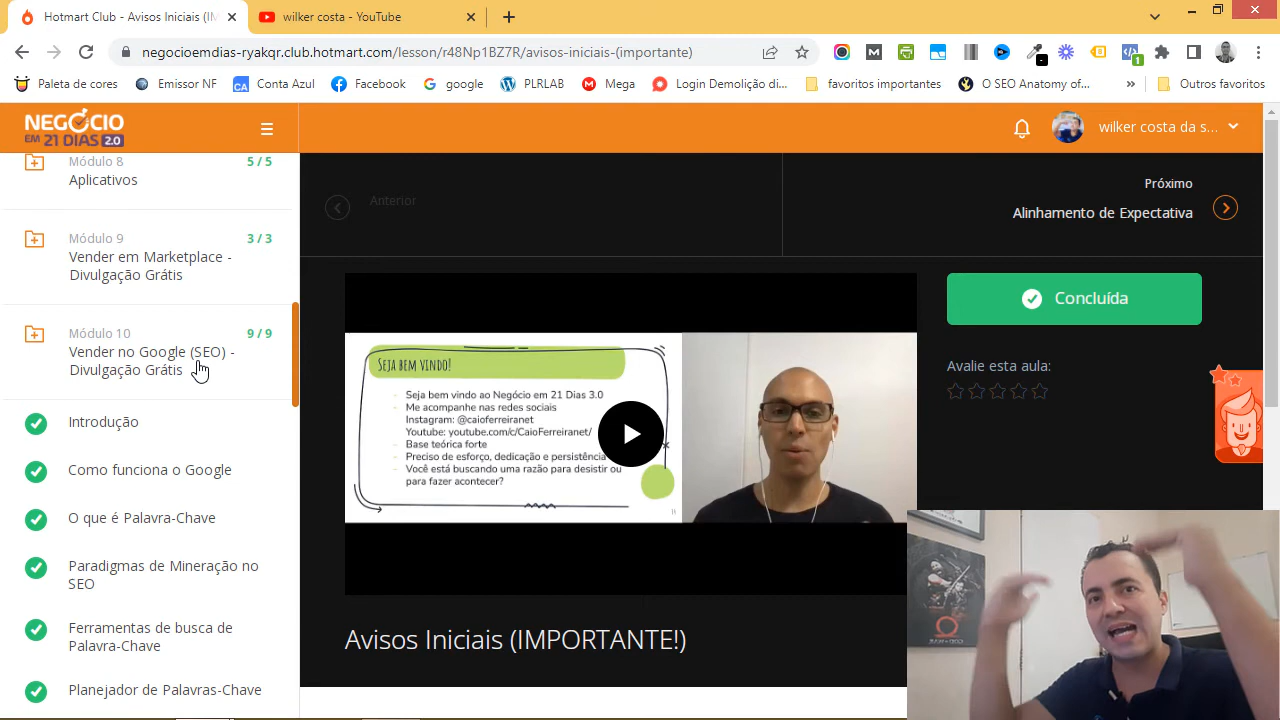 Hotmart Club - Avisos Iniciais (IM
wilker costa - YouTube
negocioemdias-ryakgr.club.hotmart.com/lesson/r48Np1BZ7R/avisos-iniciais-(importante)
1
Paleta de cores
Emissor NF
CA
Conta Azul
Facebook
google
PLRLAB
Mega
Login Demolição di...
favoritos importantes
O SEO Anatomy of...
»
Outros favoritos
NEGÓCIO
EM 21 DIAS 2.0
wilker costa da s...
Módulo 8
5 / 5
Aplicativos
Módulo 9
3 / 3
Vender em Marketplace -
Divulgação Grátis
Módulo 10
9 / 9
Vender no Google (SEO) -
Divulgação Grátis
Introdução
Como funciona o Google
O que é Palavra-Chave
Paradigmas de Mineração no
SEO
Ferramentas de busca de
Palavra-Chave
Planejador de Palavras-Chave
Anterior
Próximo
Alinhamento de Expectativa
SEJA BEM VINDO!
- Seja bem vindo ao Negócio em 21 Dias 3.0
- Me acompanhe nas redes sociais
Instagram: @caioferreiranet
Youtube: youtube.com/c/CaioFerreiranet/
- Base teórica forte
- Preciso de esforço, dedicação e persistência
- Você está buscando uma razão para desistir ou
para fazer acontecer?
11
Concluída
Avalie esta aula:
Avisos Iniciais (IMPORTANTE!)